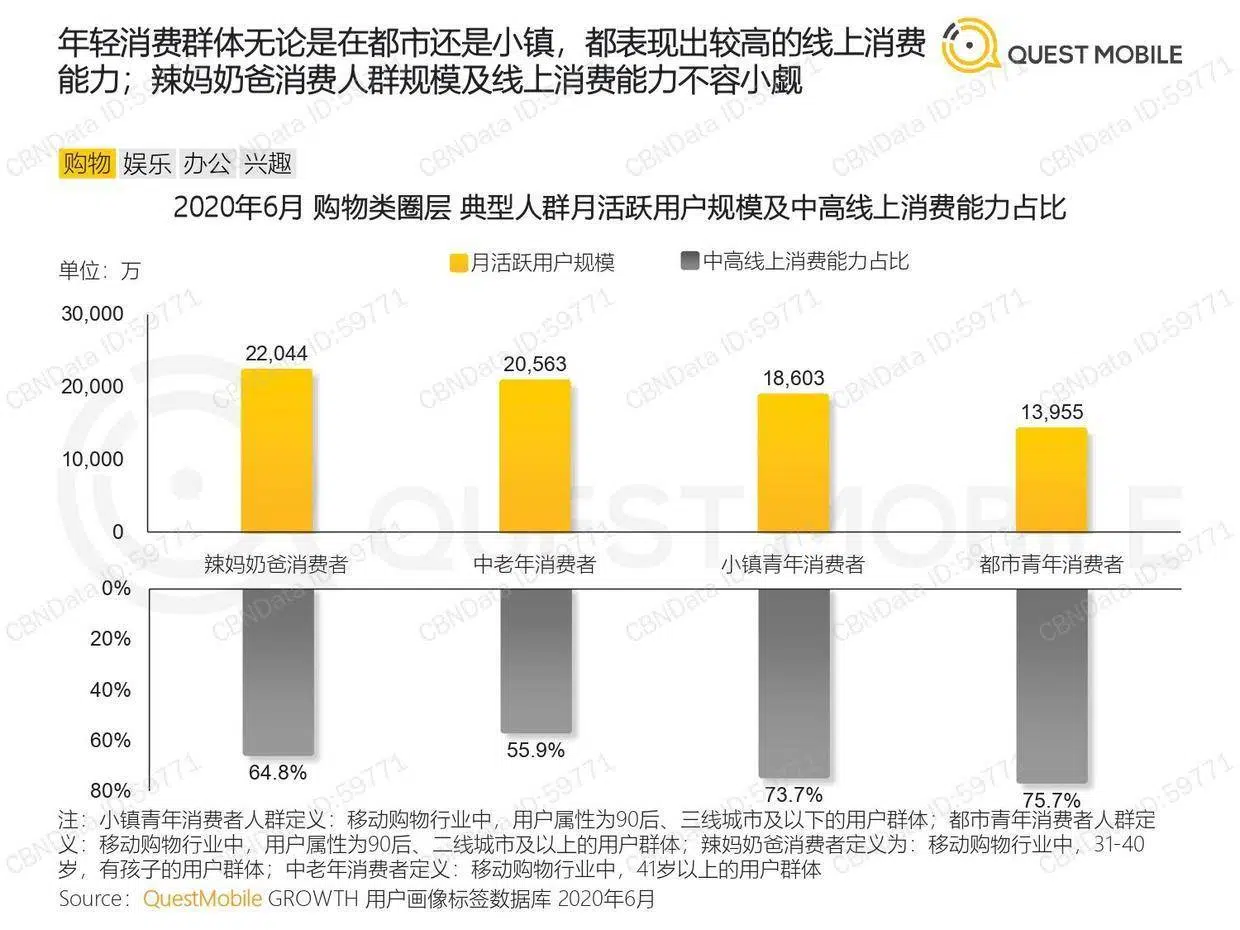 年轻消费群体无论是在都市还是小镇，都表现出较高的线上消费
能力；辣妈奶爸消费人群规模及线上消费能力不容小觑
QUEST MOBILE
购物 娱乐 办公 兴趣
2020年6月 购物类圈层 典型人群月活跃用户规模及中高线上消费能力占比
单位：万
月活跃用户规模 中高线上消费能力占比
30,000
20,000
10,000
0
22,044
20,563
18,603
13,955
辣妈奶爸消费者 中老年消费者 小镇青年消费者 都市青年消费者
0%
20%
40%
60%
80%
64.8%
55.9%
73.7%
75.7%
注：小镇青年消费者人群定义：移动购物行业中，用户属性为90后、三线城市及以下的用户群体；都市青年消费者人群定
义：移动购物行业中，用户属性为90后、二线城市及以上的用户群体；辣妈奶爸消费者定义为：移动购物行业中，31-40
岁，有孩子的用户群体；中老年消费者定义：移动购物行业中，41岁以上的用户群体
Source：QuestMobile GROWTH 用户画像标签数据库 2020年6月
QUEST MOBILE
CBNData ID:59771